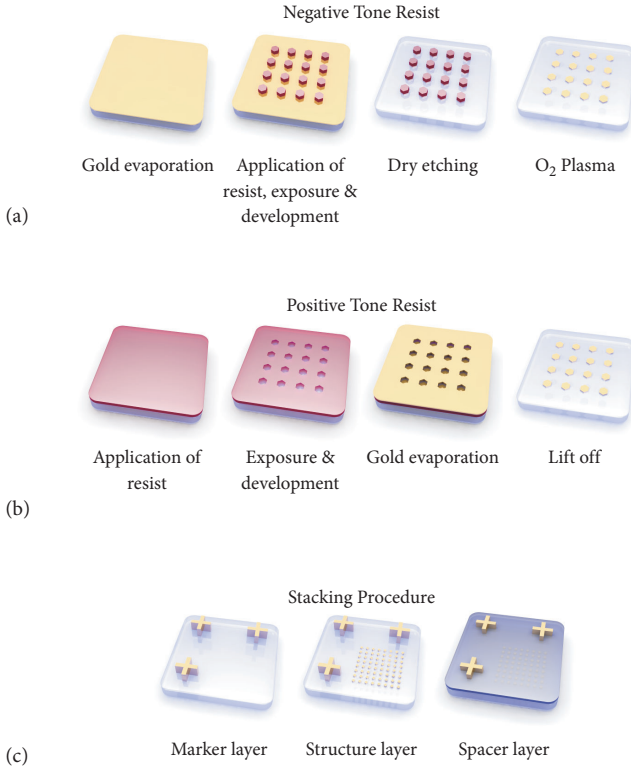 Negative Tone Resist
Gold evaporation
Application of
resist, exposure &
development
Dry etching
O₂ Plasma
(a)
Positive Tone Resist
Application of
resist
Exposure &
development
Gold evaporation
Lift off
(b)
Stacking Procedure
Marker layer
Structure layer
Spacer layer
(c)